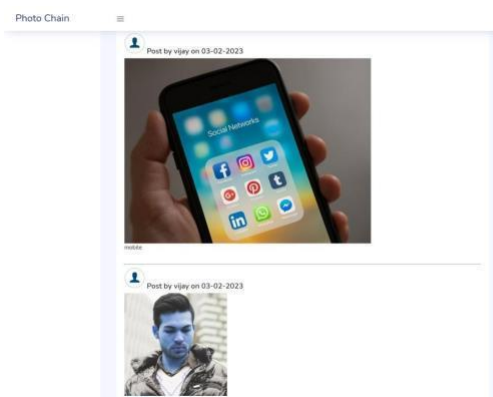 Photo Chain
Post by vijay on 03-02-2023
Social Networks
mobile
Post by vijay on 03-02-2023